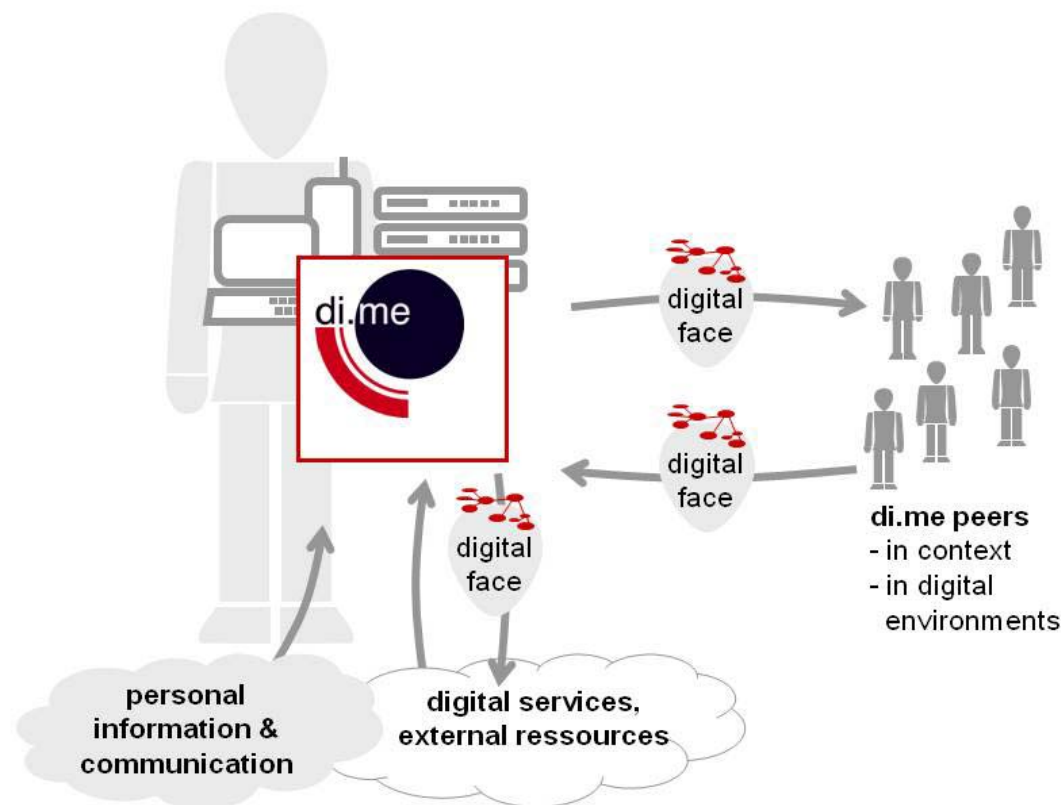 di.me
digital
face
digital
face
digital
face
di.me peers
- in context
- in digital
environments
personal
information &
communication
digital services,
external ressources